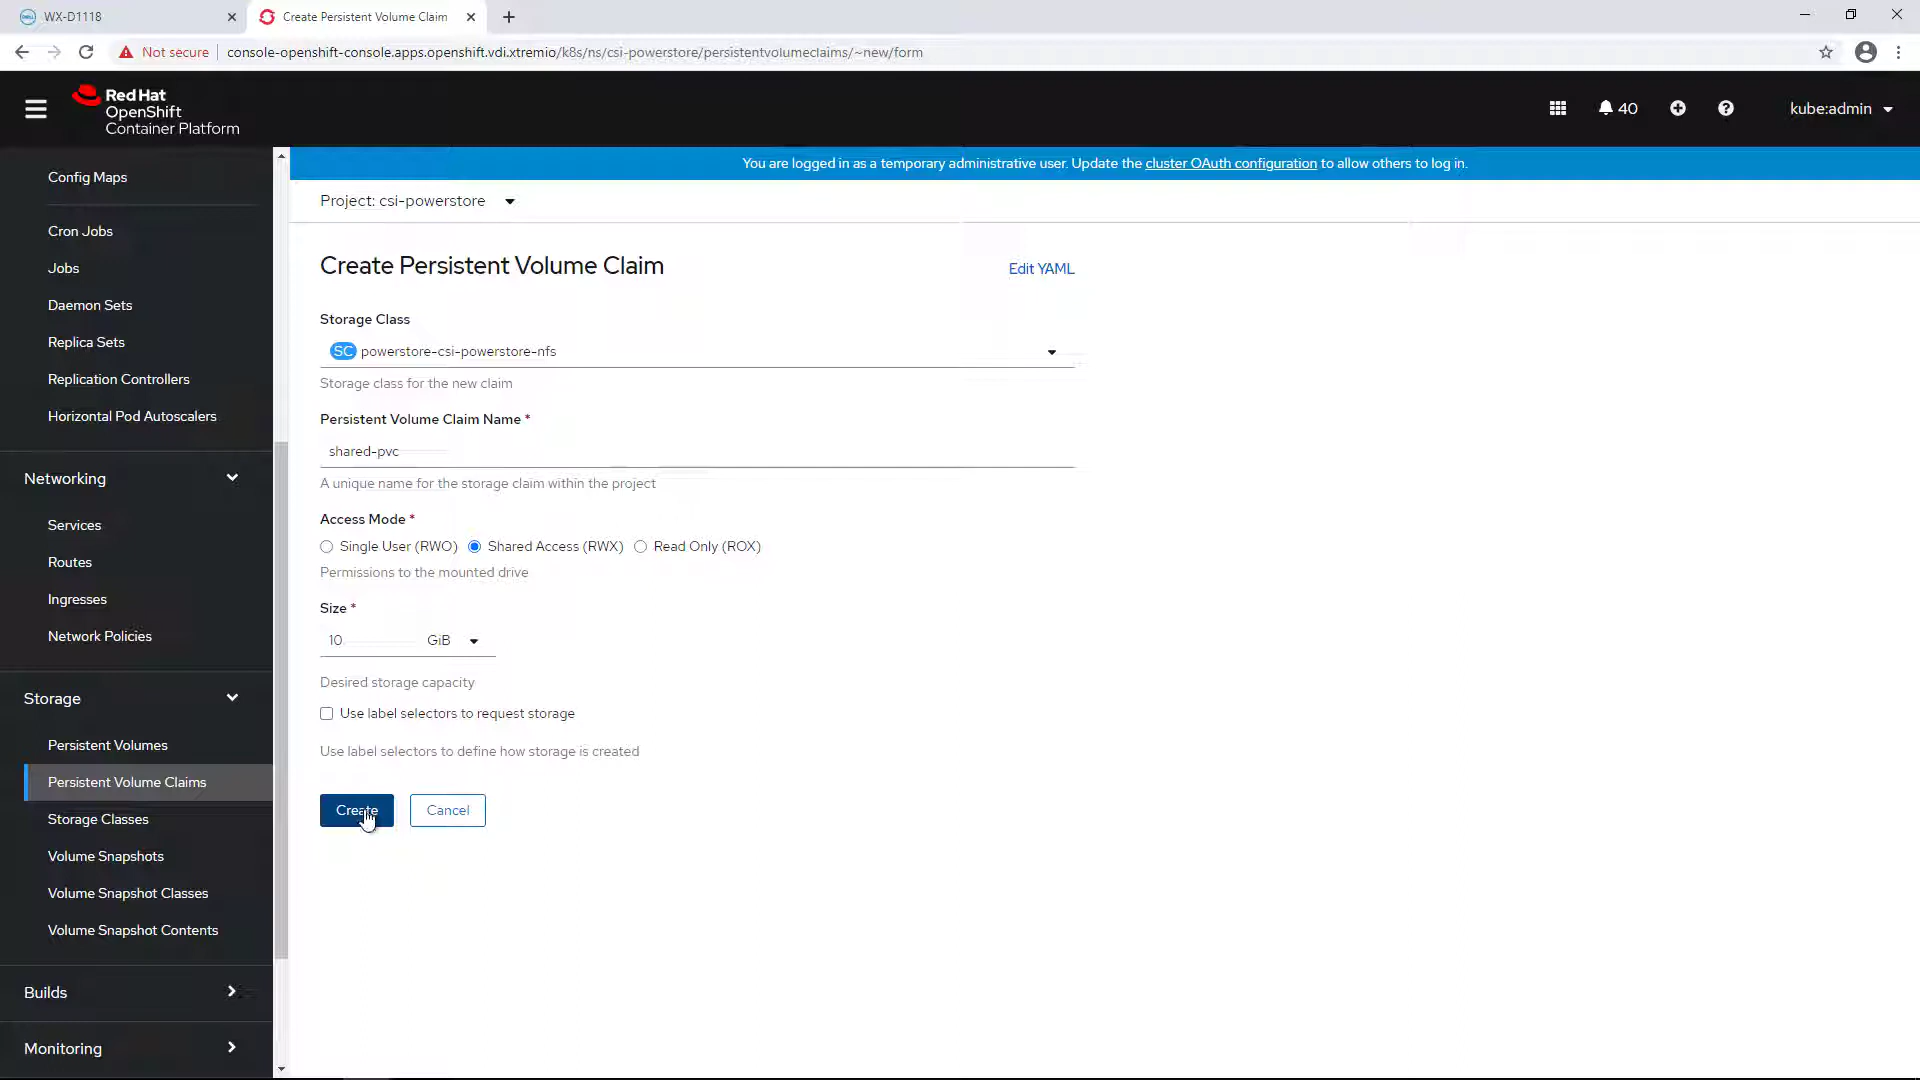 WX-D1118
Create Persistent Volume Claim
Not secure
console-openshift-console.apps.openshift.vdi.xtremio/k8s/ns/csi-powerstore/persistentvolumeclaims/~new/form
Red Hat
OpenShift
Container Platform
40
kube:admin
You are logged in as a temporary administrative user. Update the cluster OAuth configuration to allow others to log in.
Project: csi-powerstore
Config Maps
Cron Jobs
Jobs
Daemon Sets
Replica Sets
Replication Controllers
Horizontal Pod Autoscalers
Networking
Services
Routes
Ingresses
Network Policies
Storage
Persistent Volumes
Persistent Volume Claims
Storage Classes
Volume Snapshots
Volume Snapshot Classes
Volume Snapshot Contents
Builds
Monitoring
Create Persistent Volume Claim
Edit YAML
Storage Class
SC powerstore-csi-powerstore-nfs
Storage class for the new claim
Persistent Volume Claim Name *
shared-pvc
A unique name for the storage claim within the project
Access Mode *
Single User (RWO) Shared Access (RWX) Read Only (ROX)
Permissions to the mounted drive
Size *
10 GiB
Desired storage capacity
Use label selectors to request storage
Use label selectors to define how storage is created
Create Cancel